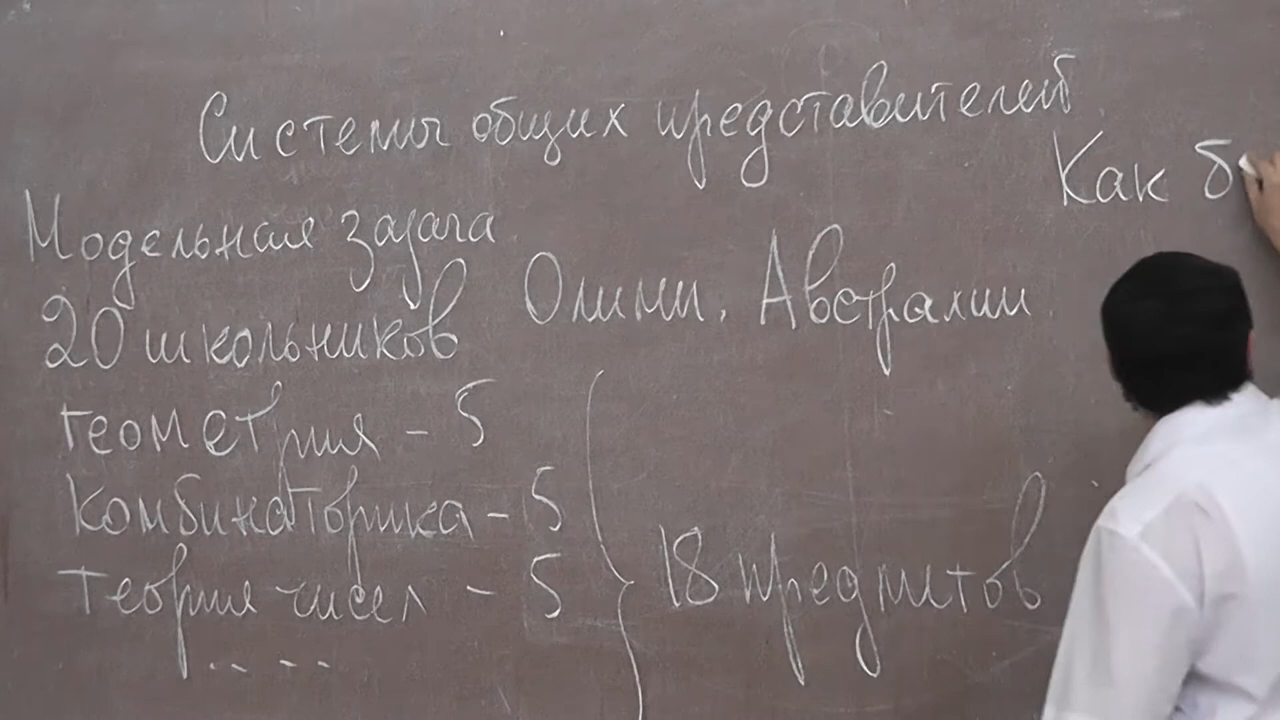 Системы общих представителей
Как б
Модельная задача
20 школьников Олимп. Австралии
геометрия - 5
Комбинаторика - 5
теория чисел - 5
.. - - ..
18 предметов